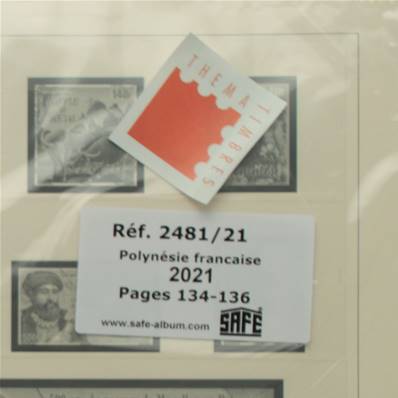 THEMA TIMBRES
Réf. 2481/21
Polynésie francaise
2021
Pages 134-136
www.safe-album.com
SAFE